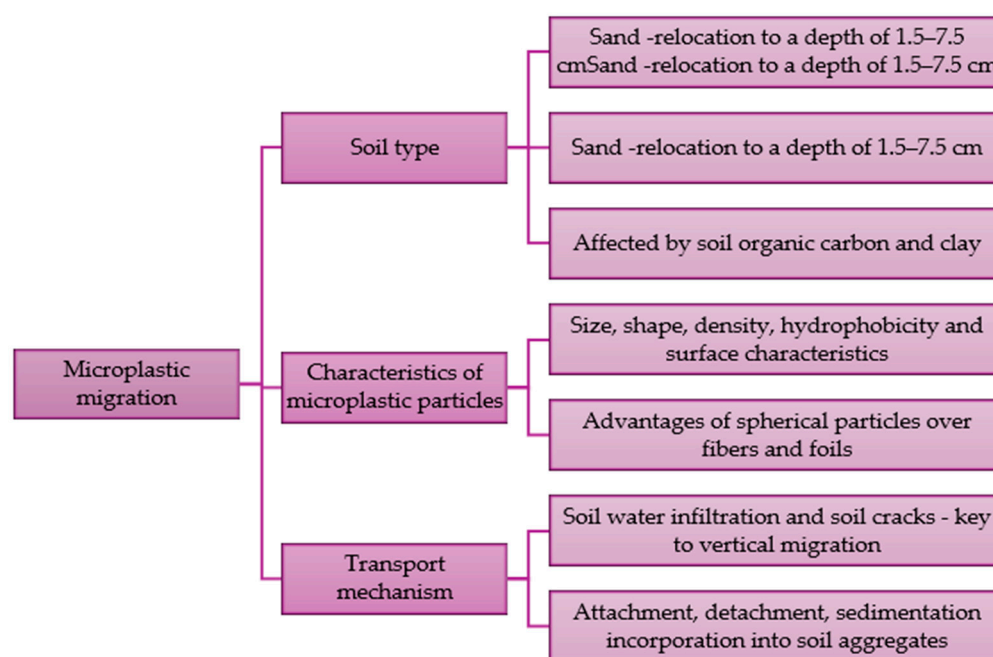 Sand -relocation to a depth of 1.5–7.5
cmSand -relocation to a depth of 1.5–7.5 cm
Soil type
Sand -relocation to a depth of 1.5–7.5 cm
Affected by soil organic carbon and clay
Size, shape, density, hydrophobicity and
surface characteristics
Microplastic
migration
Characteristics of
microplastic particles
Advantages of spherical particles over
fibers and foils
Soil water infiltration and soil cracks - key
to vertical migration
Transport
mechanism
Attachment, detachment, sedimentation
incorporation into soil aggregates